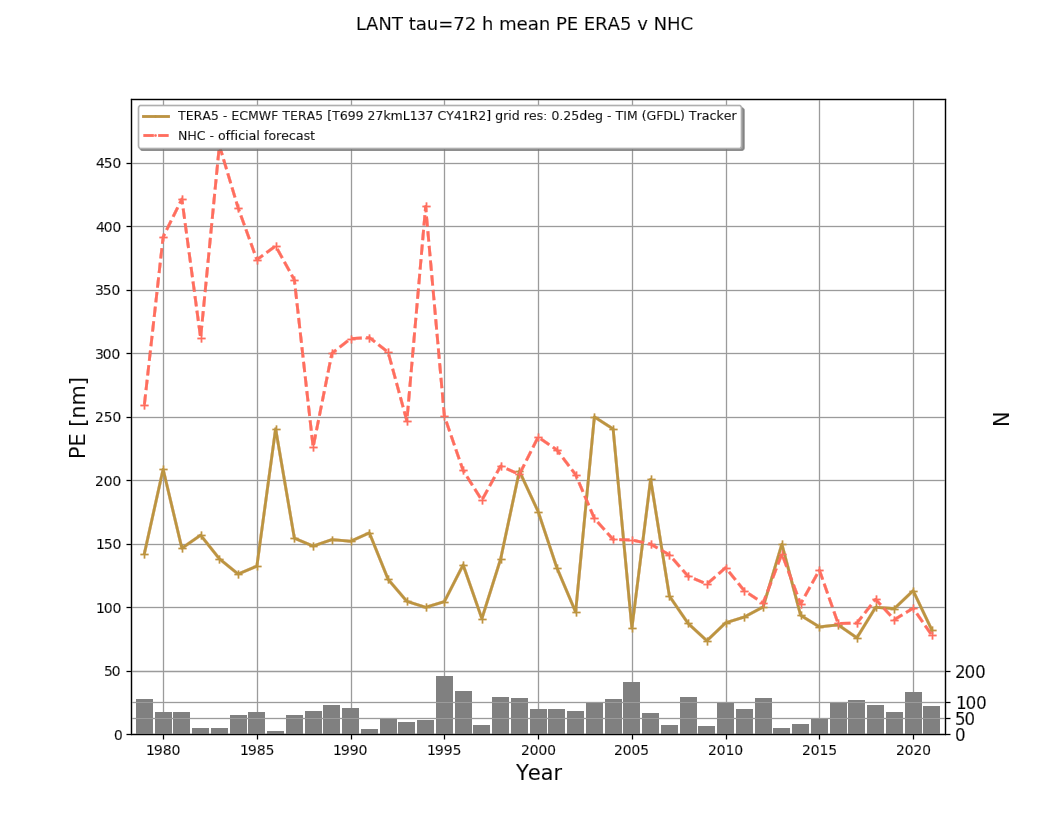 LANT tau=72 h mean PE ERA5 v NHC
TERA5 - ECMWF TERA5 [T699 27kmL137 CY41R2] grid res: 0.25deg - TIM (GFDL) Tracker
NHC - official forecast
450
400
350
300
250
200
150
100
50
0
PE [nm]
200
100
50
0
N
1980 1985 1990 1995 2000 2005 2010 2015 2020
Year